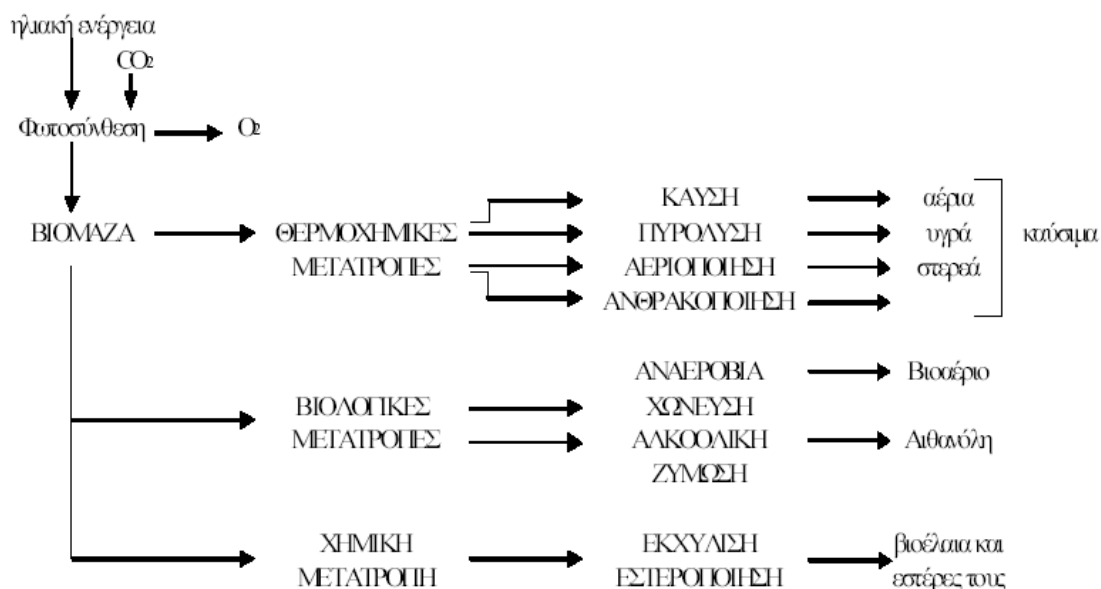 ηλιακή ενέργεια
CO2
Φωτοσύνθεση O2
ΚΑΥΣΗ αέρια
ΒΙΟΜΑΖΑ ΘΕΡΜΟΧΗΜΙΚΕΣ ΠΥΡΟΛΥΣΗ υγρά καύσιμα
ΜΕΤΑΤΡΟΠΕΣ ΑΕΡΙΟΠΟΙΗΣΗ στερεά
ΑΝΘΡΑΚΟΠΟΙΗΣΗ
ΑΝΑΕΡΟΒΙΑ Βιοαέριο
ΒΙΟΛΟΓΙΚΕΣ ΧΩΝΕΥΣΗ
ΜΕΤΑΤΡΟΠΕΣ ΑΛΚΟΟΛΙΚΗ Αιθανόλη
ΖΥΜΩΣΗ
ΧΗΜΙΚΗ ΕΚΧΥΛΙΣΗ βιοέλαια και
ΜΕΤΑΤΡΟΠΗ ΕΣΤΕΡΟΠΟΙΗΣΗ εστέρες τους